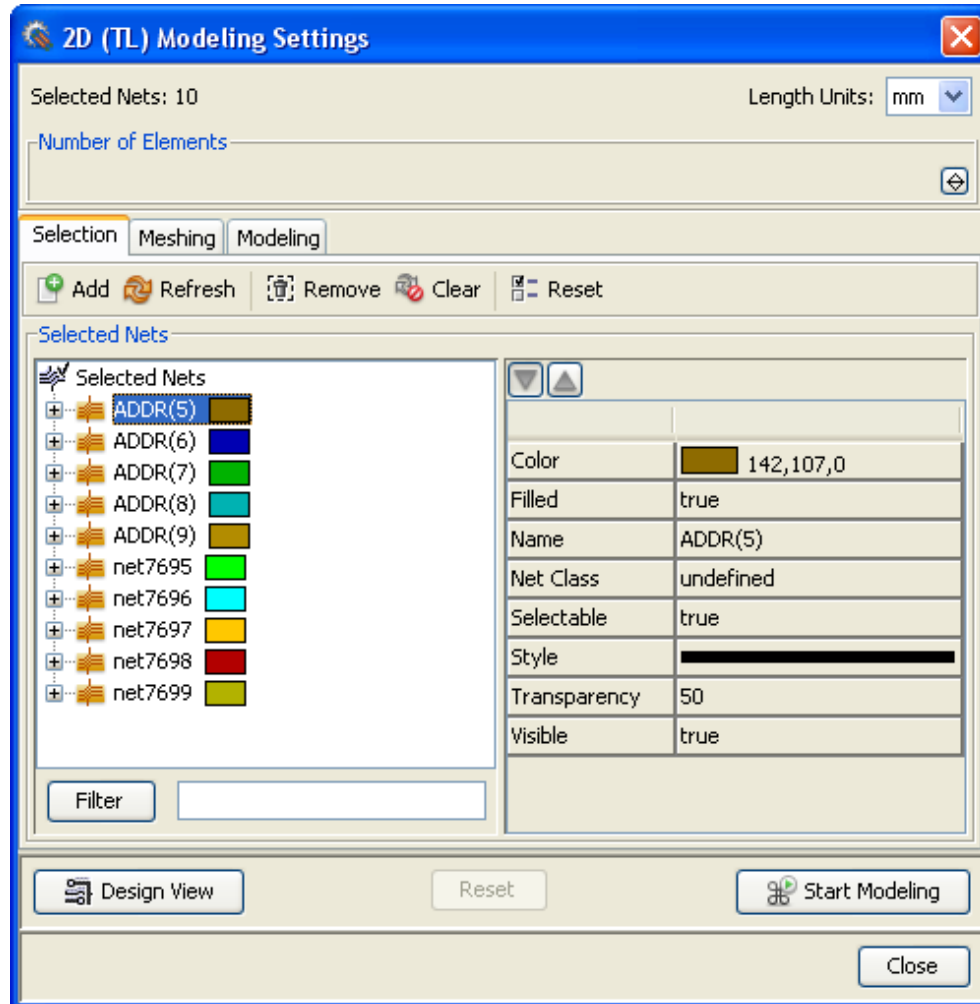 2D (TL) Modeling Settings
Selected Nets: 10 Length Units: mm
Number of Elements
Selection Meshing Modeling
Add Refresh Remove Clear Reset
Selected Nets
Selected Nets
ADDR(5)
ADDR(6)
ADDR(7)
ADDR(8)
ADDR(9)
net7695
net7696
net7697
net7698
net7699
Filter
Color 142,107,0
Filled true
Name ADDR(5)
Net Class undefined
Selectable true
Style
Transparency 50
Visible true
Design View Reset Start Modeling
Close